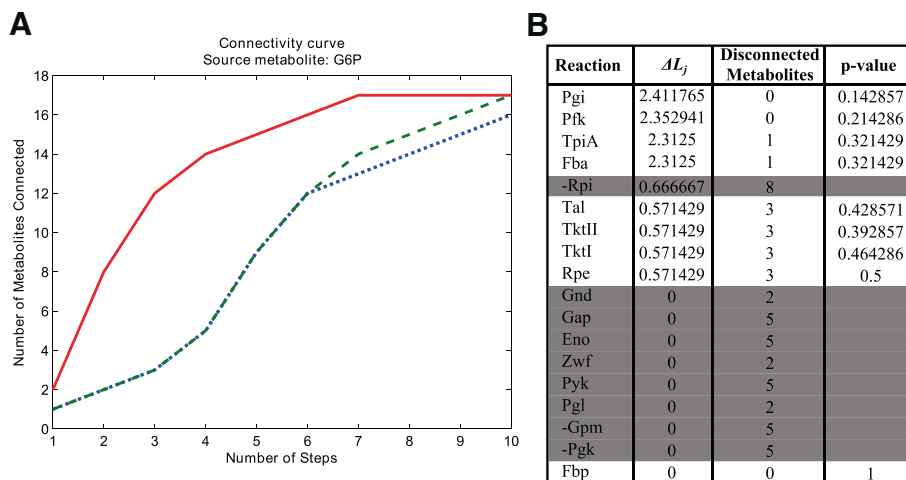 A
Connectivity curve
Source metabolite: G6P
Number of Metabolites Connected
18
16
14
12
10
8
6
4
2
0
1 2 3 4 5 6 7 8 9 10
Number of Steps
B
Reaction ΔLj Disconnected Metabolites p-value
Pgi 2.411765 0 0.142857
Pfk 2.352941 0 0.214286
TpiA 2.3125 1 0.321429
Fba 2.3125 1 0.321429
-Rpi 0.666667 8
Tal 0.571429 3 0.428571
TktII 0.571429 3 0.392857
TktI 0.571429 3 0.464286
Rpe 0.571429 3 0.5
Gnd 0 2
Gap 0 5
Eno 0 5
Zwf 0 2
Pyk 0 5
Pgl 0 2
-Gpm 0 5
-Pgk 0 5
Fbp 0 0 1